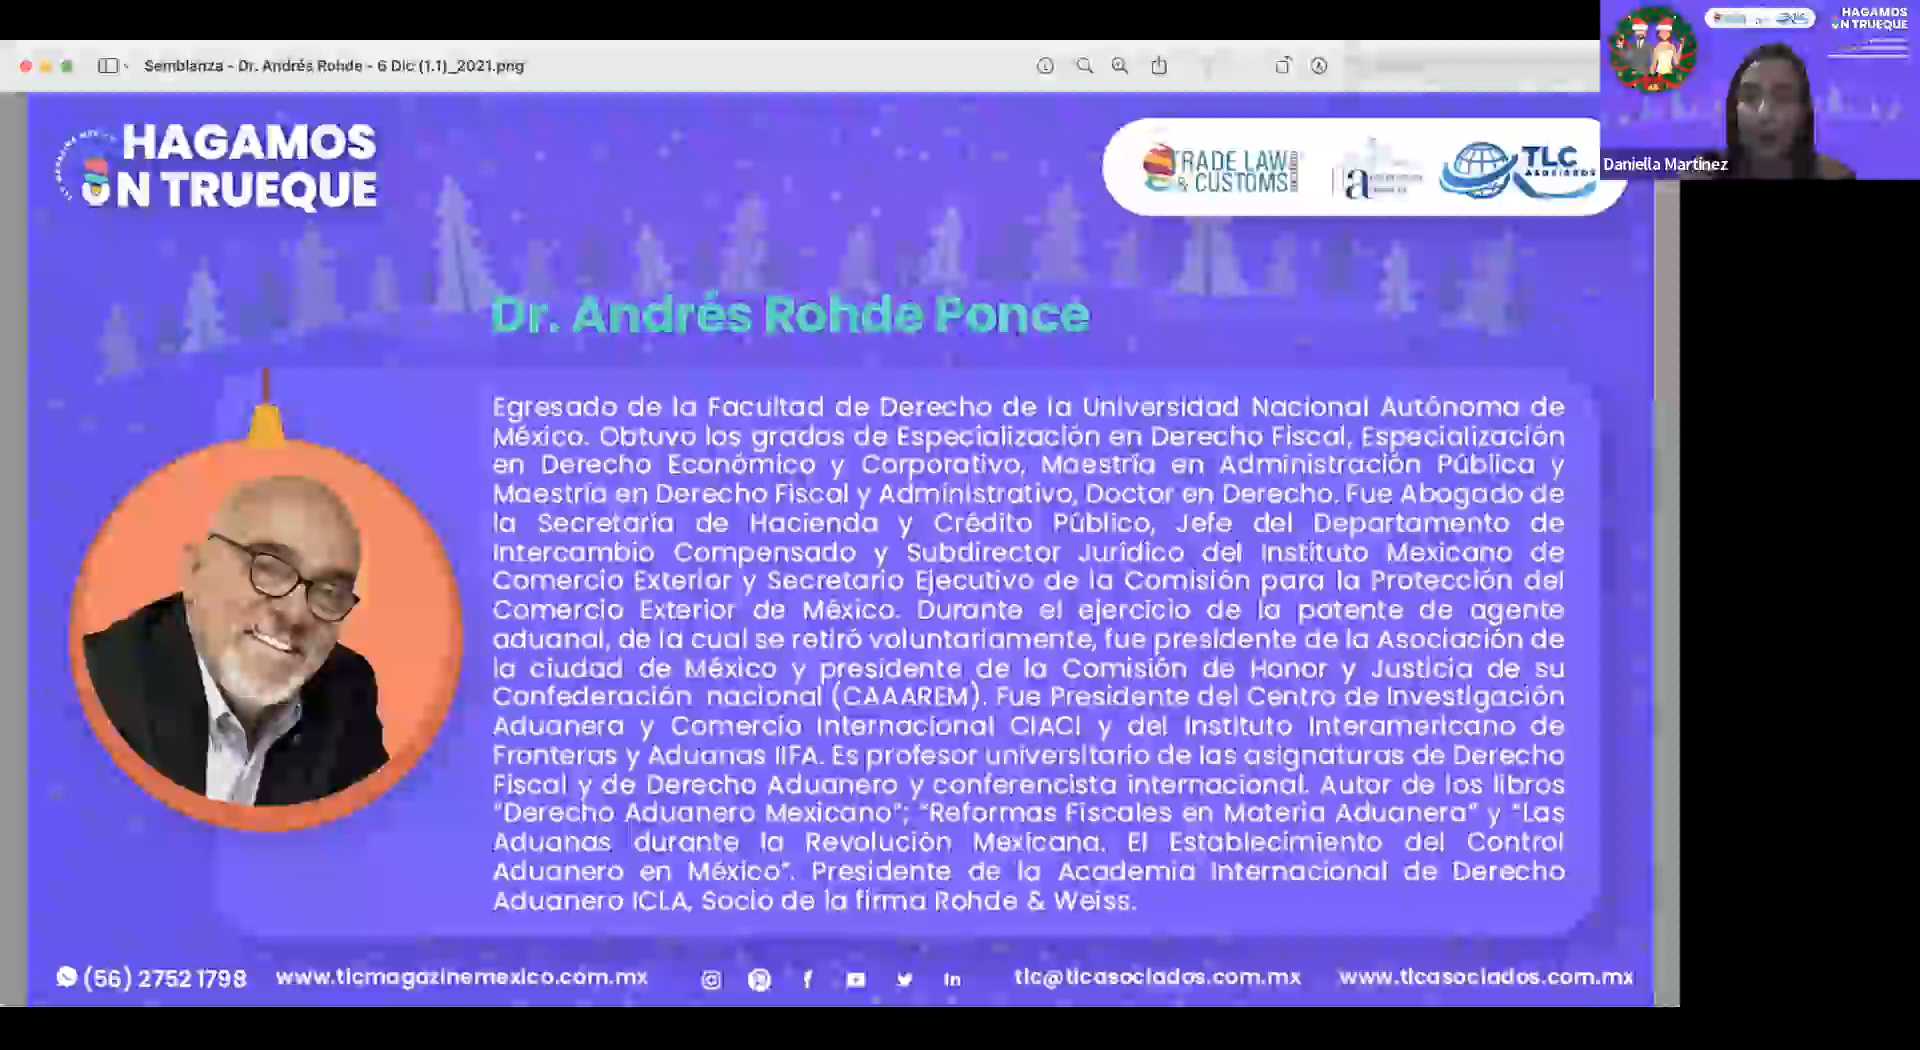 Semblanza - Dr. Andrés Rohde - 6 Dic (1.1)_2021.png
HAGAMOS
UN TRUEQUE
TRADE LAW
& CUSTOMS
TLC
ASOCIADOS
HAGAMOS
UN TRUEQUE
Daniella Martínez
Dr. Andrés Rohde Ponce
Egresado de la Facultad de Derecho de la Universidad Nacional Autónoma de
México. Obtuvo los grados de Especialización en Derecho Fiscal, Especialización
en Derecho Económico y Corporativo, Maestría en Administración Pública y
Maestría en Derecho Fiscal y Administrativo, Doctor en Derecho. Fue Abogado de
la Secretaría de Hacienda y Crédito Público, Jefe del Departamento de
Intercambio Compensado y Subdirector Jurídico del Instituto Mexicano de
Comercio Exterior y Secretario Ejecutivo de la Comisión para la Protección del
Comercio Exterior de México. Durante el ejercicio de la patente de agente
aduanal, de la cual se retiró voluntariamente, fue presidente de la Asociación de
la ciudad de México y presidente de la Comisión de Honor y Justicia de su
Confederación nacional (CAAAREM). Fue Presidente del Centro de Investigación
Aduanera y Comercio Internacional CIACI y del Instituto Interamericano de
Fronteras y Aduanas IIFA. Es profesor universitario de las asignaturas de Derecho
Fiscal y de Derecho Aduanero y conferencista internacional. Autor de los libros
"Derecho Aduanero Mexicano"; "Reformas Fiscales en Materia Aduanera" y "Las
Aduanas durante la Revolución Mexicana. El Establecimiento del Control
Aduanero en México". Presidente de la Academia Internacional de Derecho
Aduanero ICLA, Socio de la firma Rohde & Weiss.
(56) 2752 1798 www.tlcmagazinemexico.com.mx tlc@tlcasociados.com.mx www.tlcasociados.com.mx